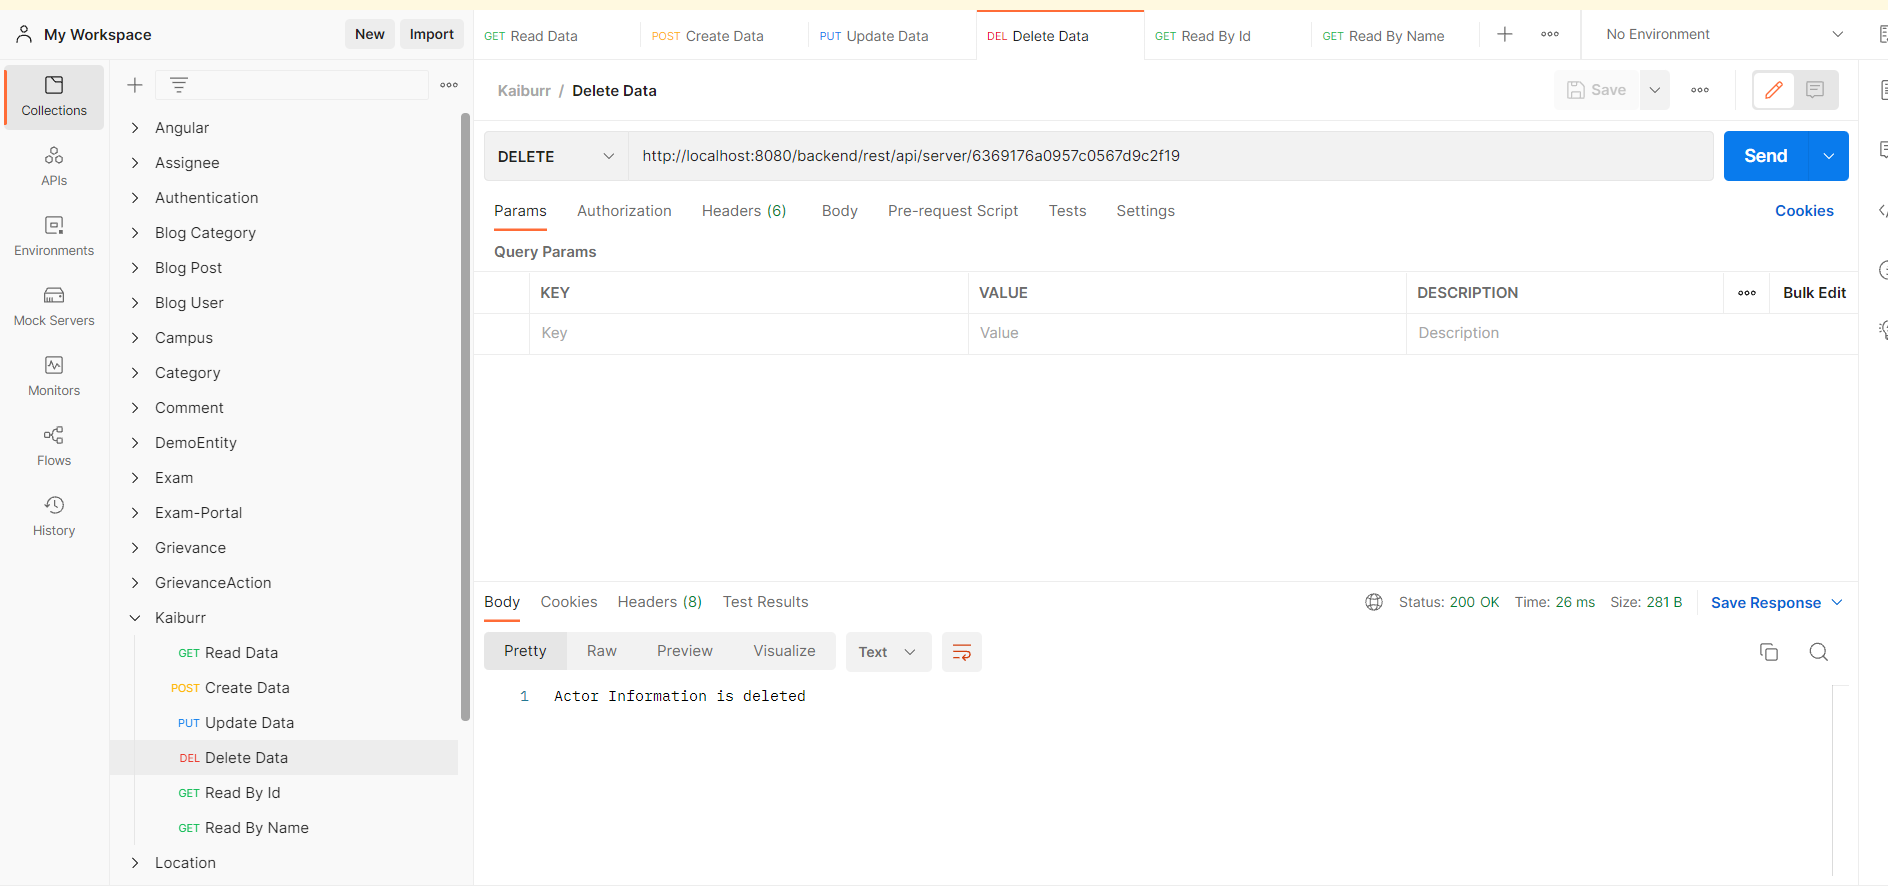 My Workspace
New
Import
GET Read Data
POST Create Data
PUT Update Data
DEL Delete Data
GET Read By Id
GET Read By Name
No Environment
Collections
APIs
Environments
Mock Servers
Monitors
Flows
History
Angular
Assignee
Authentication
Blog Category
Blog Post
Blog User
Campus
Category
Comment
DemoEntity
Exam
Exam-Portal
Grievance
GrievanceAction
Kaiburr
GET Read Data
POST Create Data
PUT Update Data
DEL Delete Data
GET Read By Id
GET Read By Name
Location
Kaiburr / Delete Data
Save
DELETE
http://localhost:8080/backend/rest/api/server/6369176a0957c0567d9c2f19
Send
Params
Authorization
Headers (6)
Body
Pre-request Script
Tests
Settings
Cookies
Query Params
KEY
VALUE
DESCRIPTION
Bulk Edit
Key
Value
Description
Body
Cookies
Headers (8)
Test Results
Status: 200 OK
Time: 26 ms
Size: 281 B
Save Response
Pretty
Raw
Preview
Visualize
Text
1 Actor Information is deleted